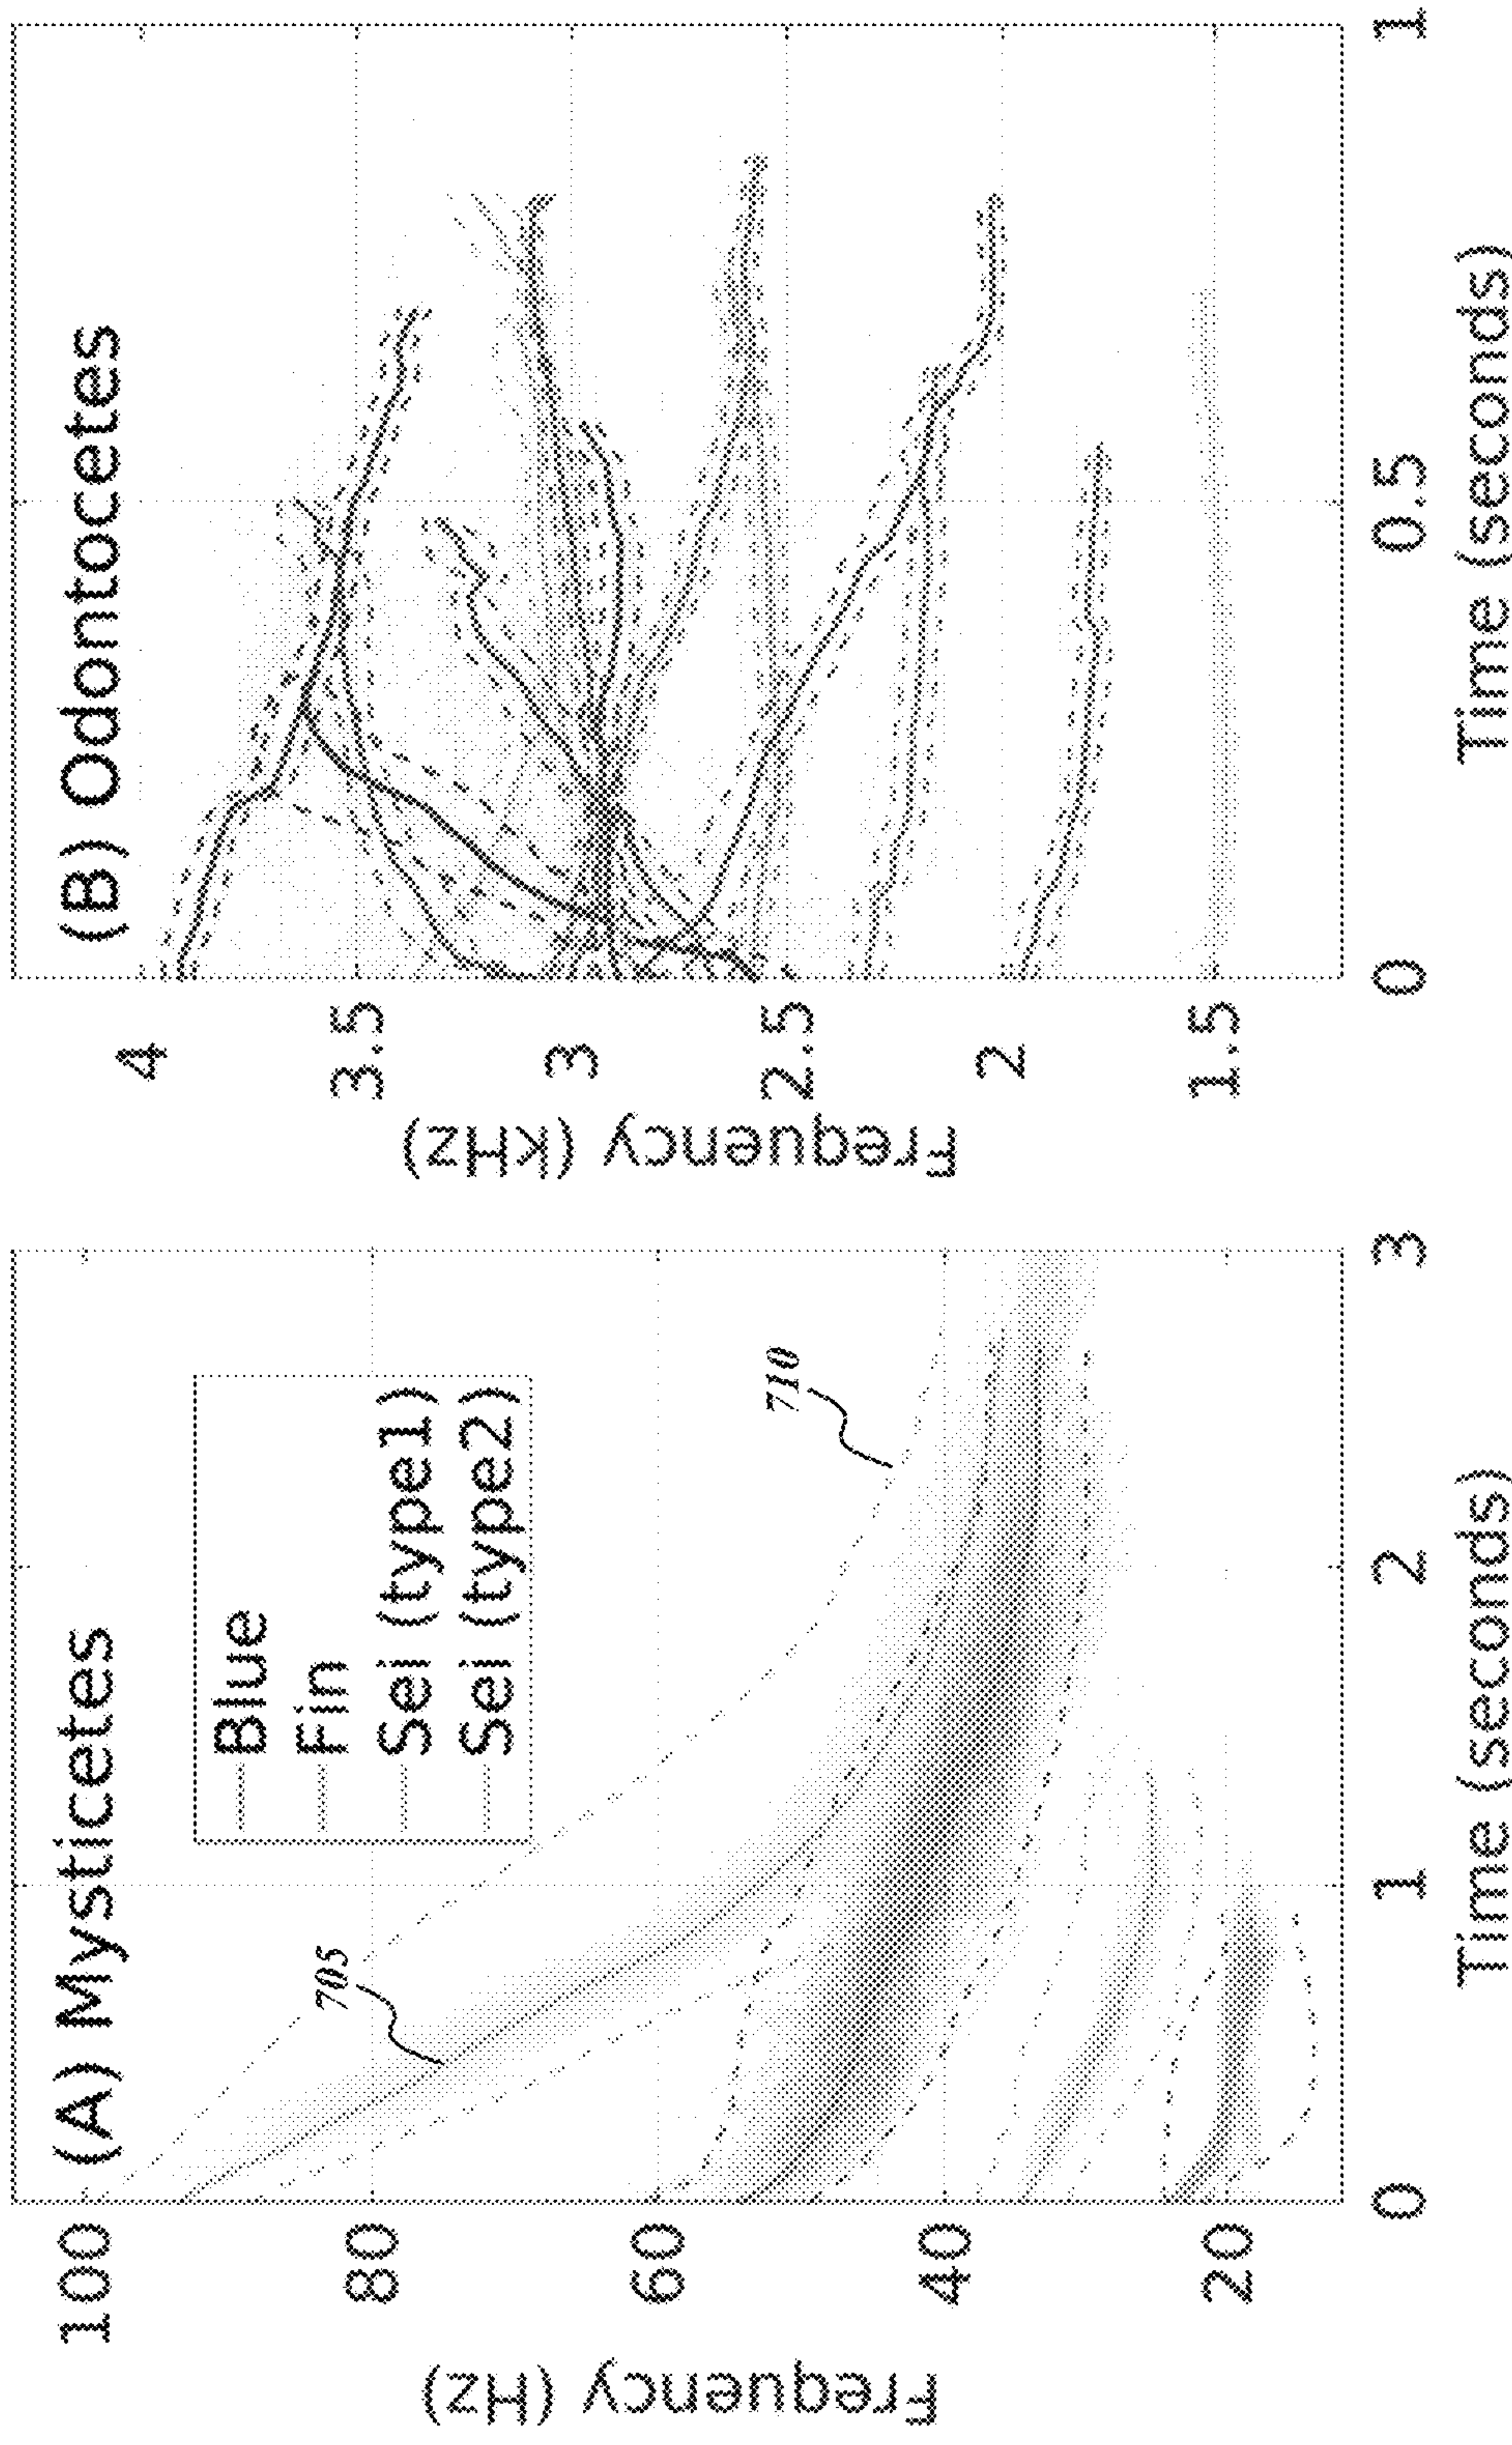 (A) Mysticetes
Frequency (Hz)
100
80
60
40
20
Blue
Fin
Sei (type1)
Sei (type2)
705
710
0
1
2
3
Time (seconds)
(B) Odontocetes
Frequency (kHz)
4
3.5
3
2.5
2
1.5
0
0.5
1
Time (seconds)